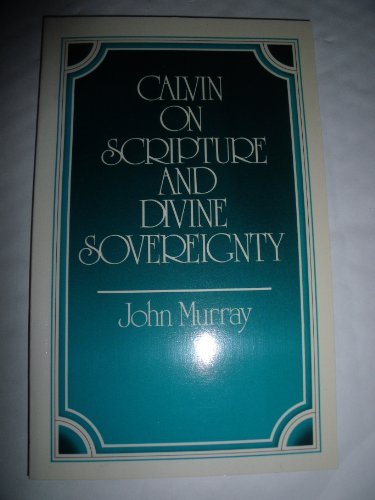 CALVIN
ON
SCRIPTURE
AND
DIVINE
SOVEREIGNTY
John Murray